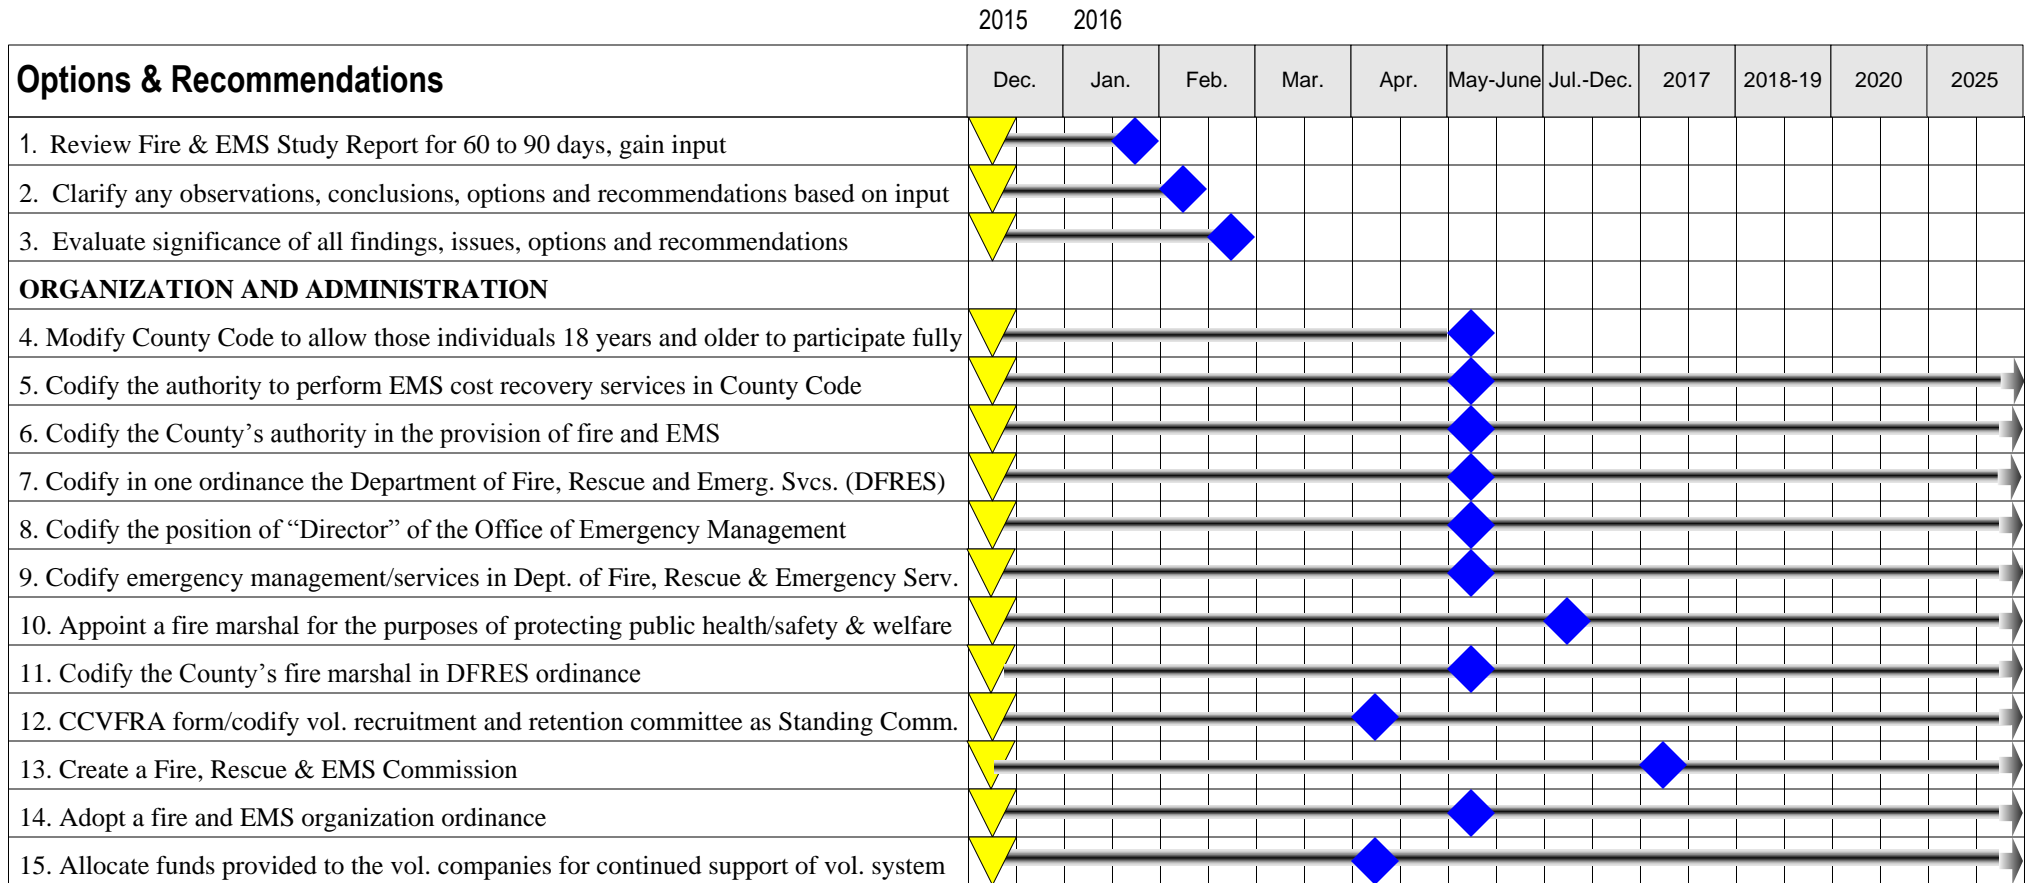 2015 2016
Options & Recommendations Dec. Jan. Feb. Mar. Apr. May-June Jul.-Dec. 2017 2018-19 2020 2025
1. Review Fire & EMS Study Report for 60 to 90 days, gain input
2. Clarify any observations, conclusions, options and recommendations based on input
3. Evaluate significance of all findings, issues, options and recommendations
ORGANIZATION AND ADMINISTRATION
4. Modify County Code to allow those individuals 18 years and older to participate fully
5. Codify the authority to perform EMS cost recovery services in County Code
6. Codify the County’s authority in the provision of fire and EMS
7. Codify in one ordinance the Department of Fire, Rescue and Emerg. Svcs. (DFRES)
8. Codify the position of “Director” of the Office of Emergency Management
9. Codify emergency management/services in Dept. of Fire, Rescue & Emergency Serv.
10. Appoint a fire marshal for the purposes of protecting public health/safety & welfare
11. Codify the County’s fire marshal in DFRES ordinance
12. CCVFRA form/codify vol. recruitment and retention committee as Standing Comm.
13. Create a Fire, Rescue & EMS Commission
14. Adopt a fire and EMS organization ordinance
15. Allocate funds provided to the vol. companies for continued support of vol. system